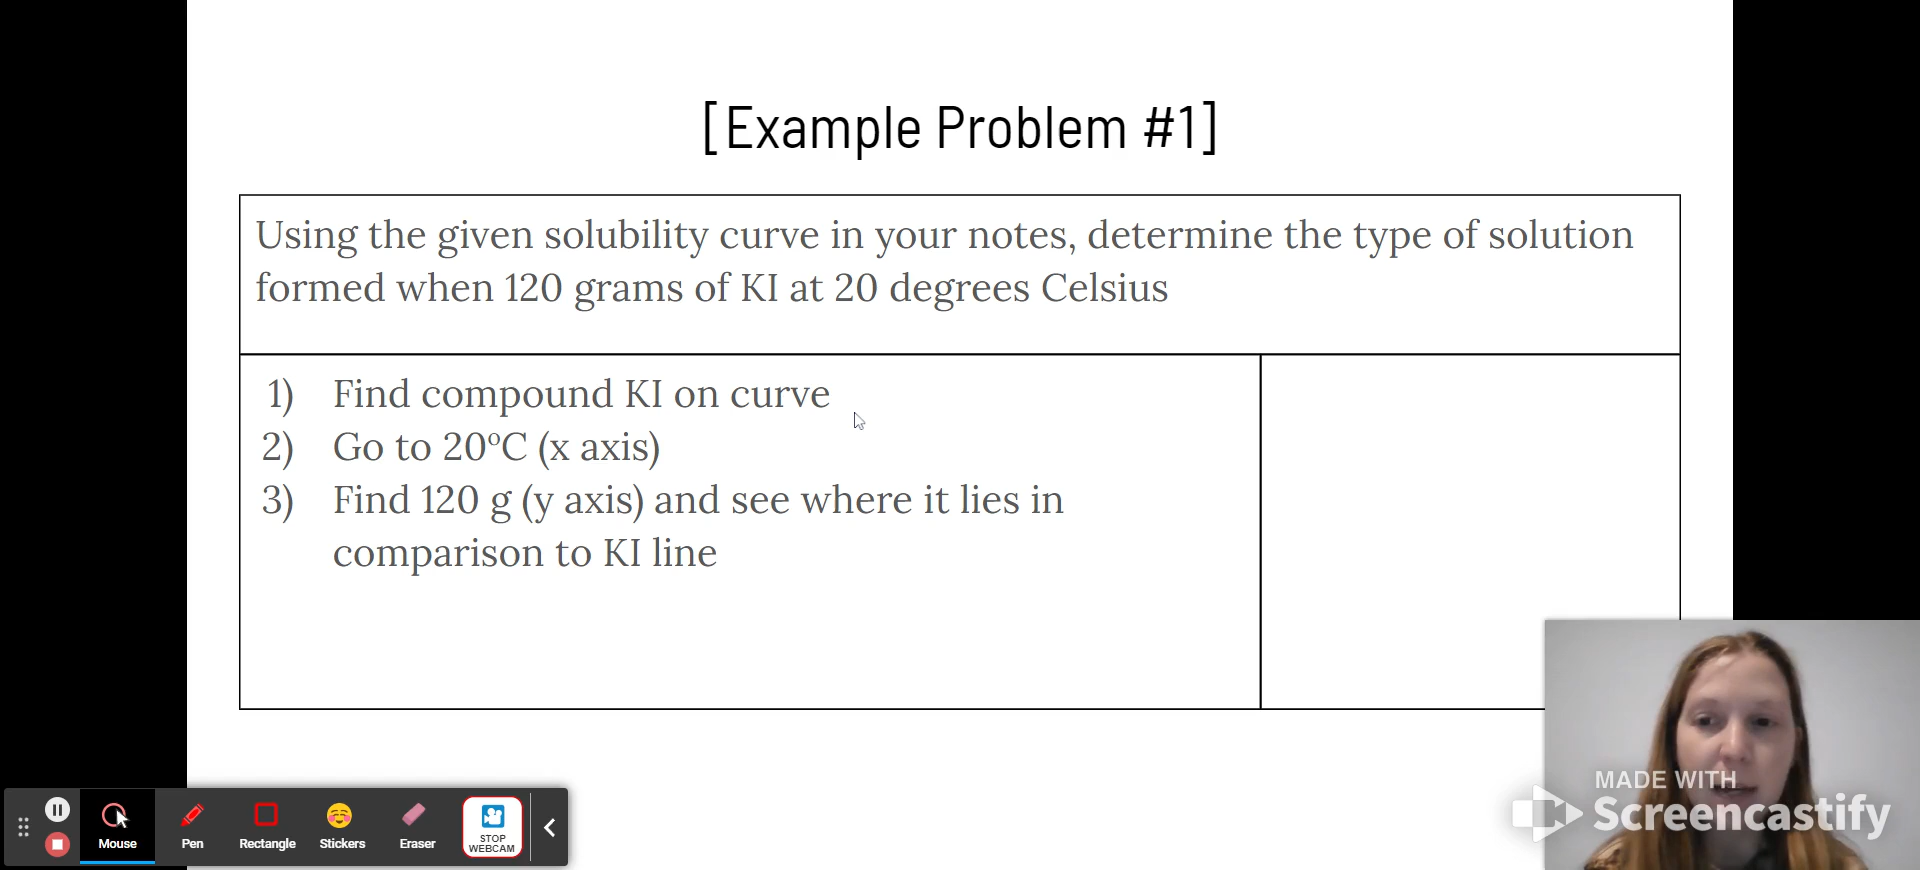 [Example Problem #1]
Using the given solubility curve in your notes, determine the type of solution
formed when 120 grams of KI at 20 degrees Celsius
1) Find compound KI on curve
2) Go to 20°C (x axis)
3) Find 120 g (y axis) and see where it lies in
comparison to KI line
Mouse
Pen
Rectangle
Stickers
Eraser
STOP
WEBCAM
MADE WITH
Screencastify